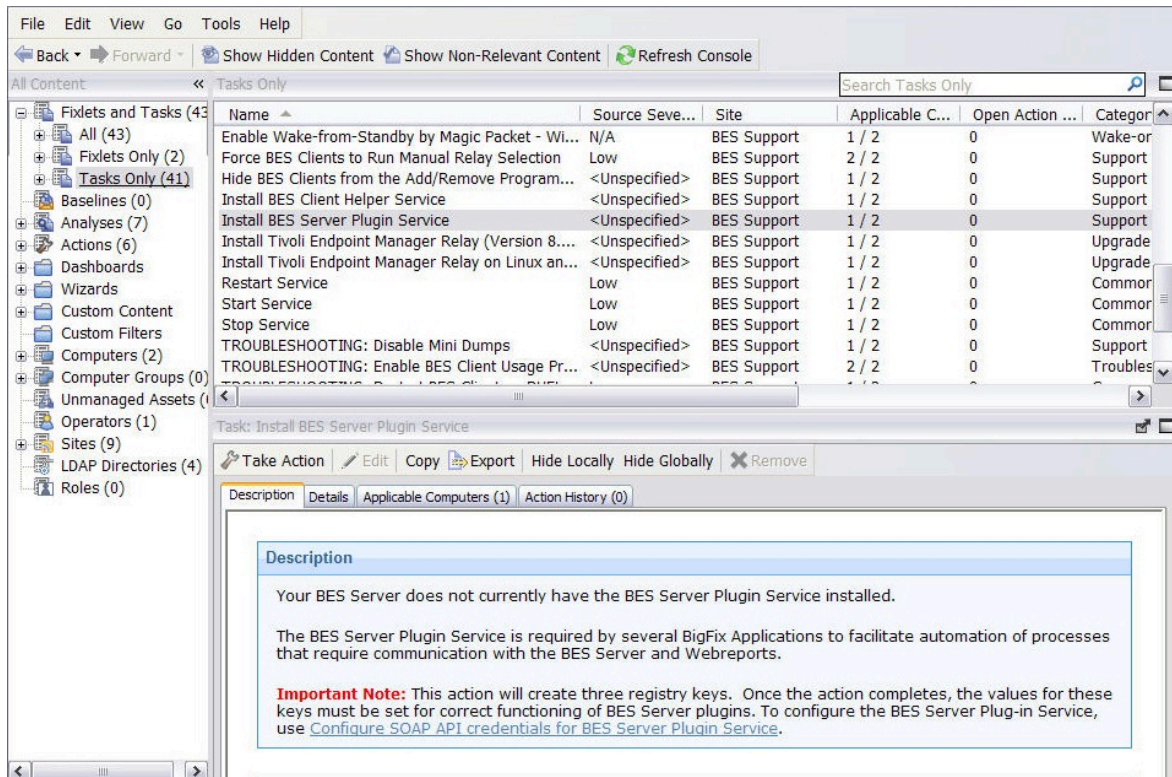 File Edit View Go Tools Help
Back Forward Show Hidden Content Show Non-Relevant Content Refresh Console
All Content « Tasks Only Search Tasks Only
Fixlets and Tasks (43
All (43)
Fixlets Only (2)
Tasks Only (41)
Baselines (0)
Analyses (7)
Actions (6)
Dashboards
Wizards
Custom Content
Custom Filters
Computers (2)
Computer Groups (0)
Unmanaged Assets (
Operators (1)
Sites (9)
LDAP Directories (4)
Roles (0)
Name Source Seve... Site Applicable C... Open Action ... Categor
Enable Wake-from-Standby by Magic Packet - Wi... N/A BES Support 1 / 2 0 Wake-or
Force BES Clients to Run Manual Relay Selection Low BES Support 2 / 2 0 Support
Hide BES Clients from the Add/Remove Program... <Unspecified> BES Support 1 / 2 0 Support
Install BES Client Helper Service <Unspecified> BES Support 1 / 2 0 Support
Install BES Server Plugin Service <Unspecified> BES Support 1 / 2 0 Support
Install Tivoli Endpoint Manager Relay (Version 8.... <Unspecified> BES Support 1 / 2 0 Upgrade
Install Tivoli Endpoint Manager Relay on Linux an... <Unspecified> BES Support 1 / 2 0 Upgrade
Restart Service Low BES Support 1 / 2 0 Commor
Start Service Low BES Support 1 / 2 0 Commor
Stop Service Low BES Support 1 / 2 0 Commor
TROUBLESHOOTING: Disable Mini Dumps <Unspecified> BES Support 1 / 2 0 Support
TROUBLESHOOTING: Enable BES Client Usage Pr... <Unspecified> BES Support 2 / 2 0 Troubles
Task: Install BES Server Plugin Service
Take Action Edit Copy Export Hide Locally Hide Globally Remove
Description Details Applicable Computers (1) Action History (0)
Description
Your BES Server does not currently have the BES Server Plugin Service installed.
The BES Server Plugin Service is required by several BigFix Applications to facilitate automation of processes
that require communication with the BES Server and Webreports.
Important Note: This action will create three registry keys. Once the action completes, the values for these
keys must be set for correct functioning of BES Server plugins. To configure the BES Server Plug-in Service,
use Configure SOAP API credentials for BES Server Plugin Service.